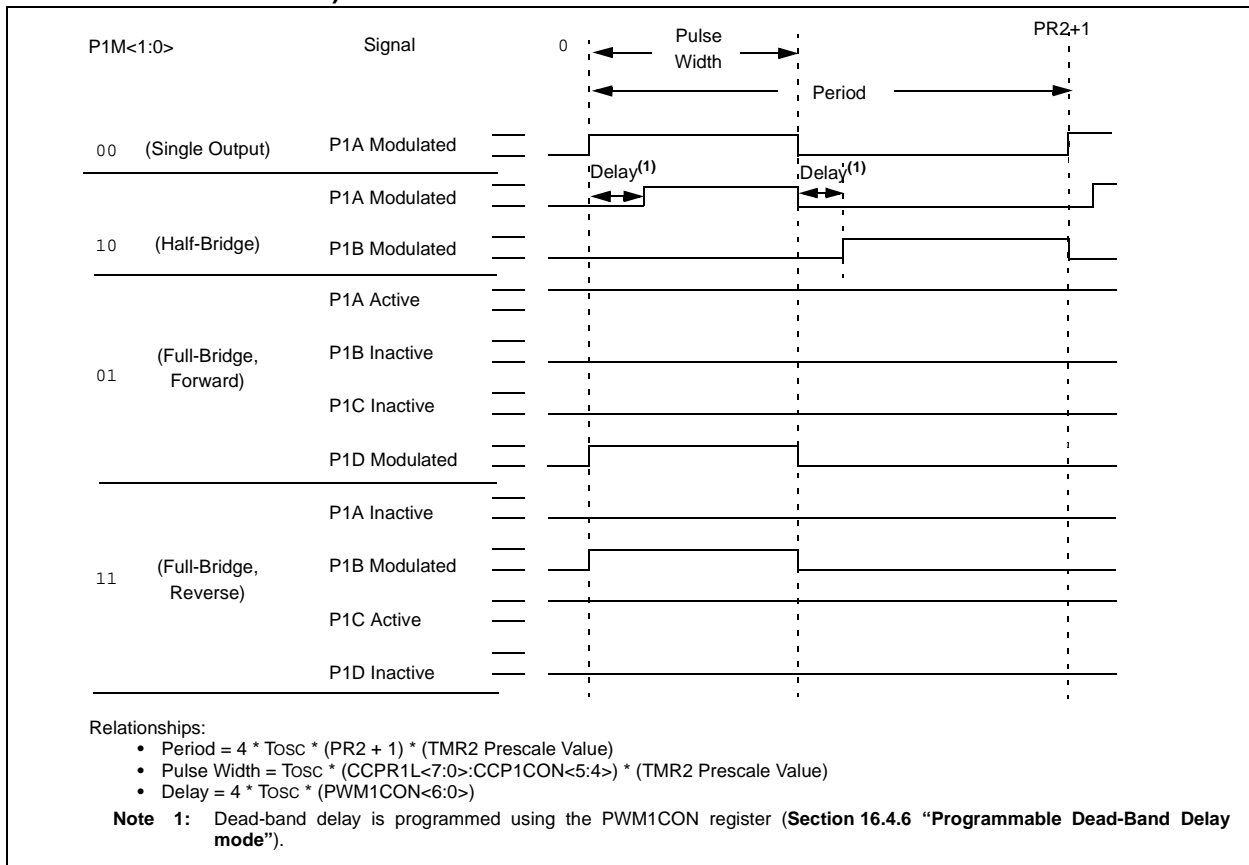 P1M<1:0> Signal 0 Pulse Width PR2+1
Period
00 (Single Output) P1A Modulated
Delay(1) Delay(1)
P1A Modulated
10 (Half-Bridge) P1B Modulated
P1A Active
01 (Full-Bridge, Forward) P1B Inactive
P1C Inactive
P1D Modulated
P1A Inactive
11 (Full-Bridge, Reverse) P1B Modulated
P1C Active
P1D Inactive
Relationships:
• Period = 4 * TOSC * (PR2 + 1) * (TMR2 Prescale Value)
• Pulse Width = TOSC * (CCPR1L<7:0>:CCP1CON<5:4>) * (TMR2 Prescale Value)
• Delay = 4 * TOSC * (PWM1CON<6:0>)
Note 1: Dead-band delay is programmed using the PWM1CON register (Section 16.4.6 “Programmable Dead-Band Delay
mode”).